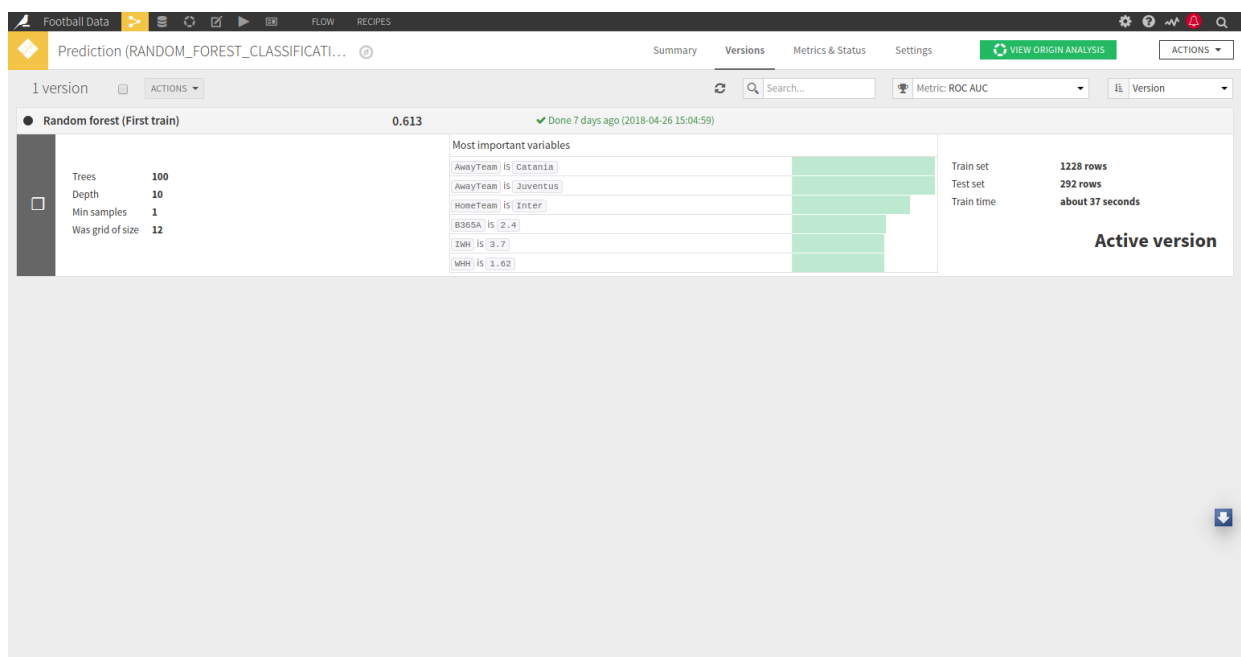 Football Data FLOW RECIPES
Prediction (RANDOM_FOREST_CLASSIFICATI... Summary Versions Metrics & Status Settings VIEW ORIGIN ANALYSIS ACTIONS
1 version ACTIONS Search... Metric: ROC AUC Version
Random forest (First train) 0.613 Done 7 days ago (2018-04-26 15:04:59)
Most important variables
Trees 100
Depth 10
Min samples 1
Was grid of size 12
AwayTeam is Catania
AwayTeam is Juventus
HomeTeam is Inter
B365A is 2.4
IWH is 3.7
WHH is 1.62
Train set 1228 rows
Test set 292 rows
Train time about 37 seconds
Active version